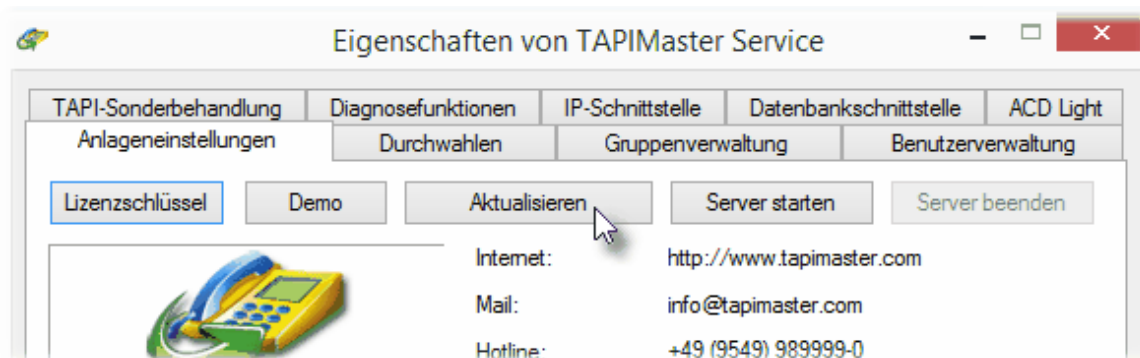 Eigenschaften von TAPIMaster Service
TAPI-Sonderbehandlung Diagnosefunktionen IP-Schnittstelle Datenbankschnittstelle ACD Light
Anlageneinstellungen Durchwahlen Gruppenverwaltung Benutzerverwaltung
Lizenzschlüssel Demo Aktualisieren Server starten Server beenden
Internet: http://www.tapimaster.com
Mail: info@tapimaster.com
Hotline: +49 (9549) 989999-0